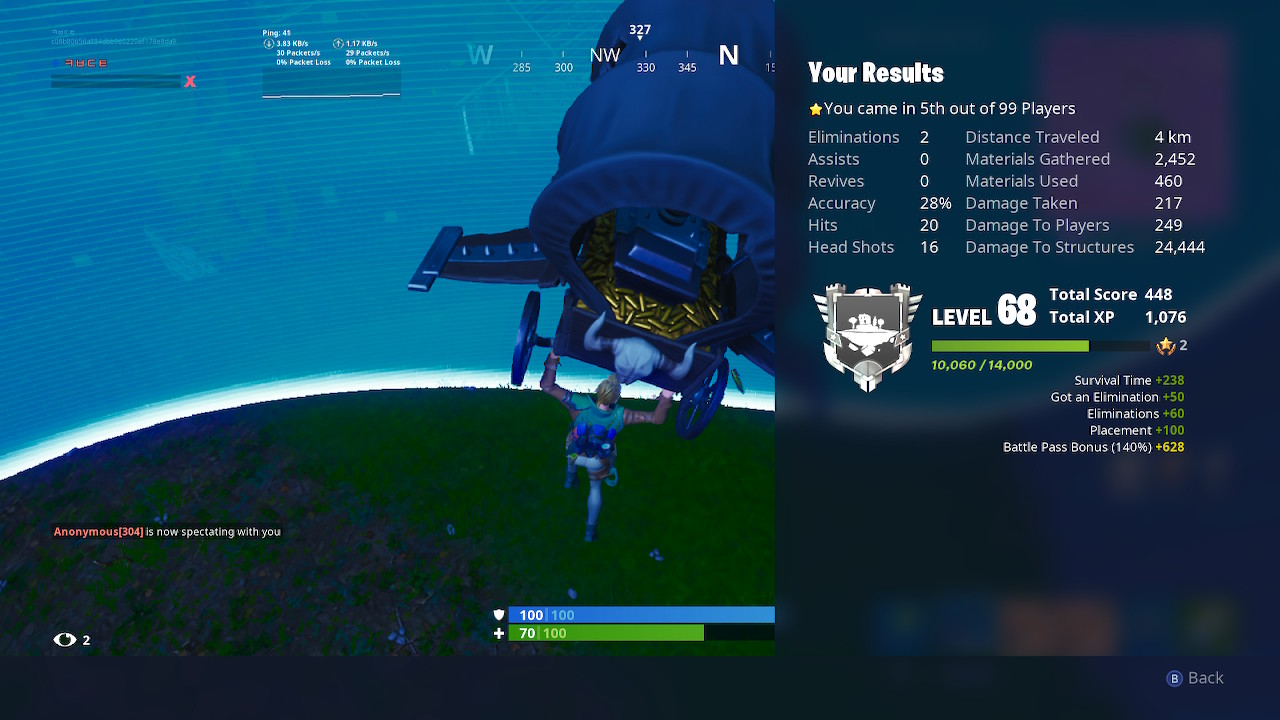 Ping: 41
3.83 KB/s 1.17 KB/s
30 Packets/s 29 Packets/s
0% Packet Loss 0% Packet Loss
327
W NW N
285 300 330 345 15
X
Anonymous[304] is now spectating with you
2
100 | 100
70 | 100
Your Results
You came in 5th out of 99 Players
Eliminations 2 Distance Traveled 4 km
Assists 0 Materials Gathered 2,452
Revives 0 Materials Used 460
Accuracy 28% Damage Taken 217
Hits 20 Damage To Players 249
Head Shots 16 Damage To Structures 24,444
LEVEL 68
Total Score 448
Total XP 1,076
2
10,060 / 14,000
Survival Time +238
Got an Elimination +50
Eliminations +60
Placement +100
Battle Pass Bonus (140%) +628
B Back